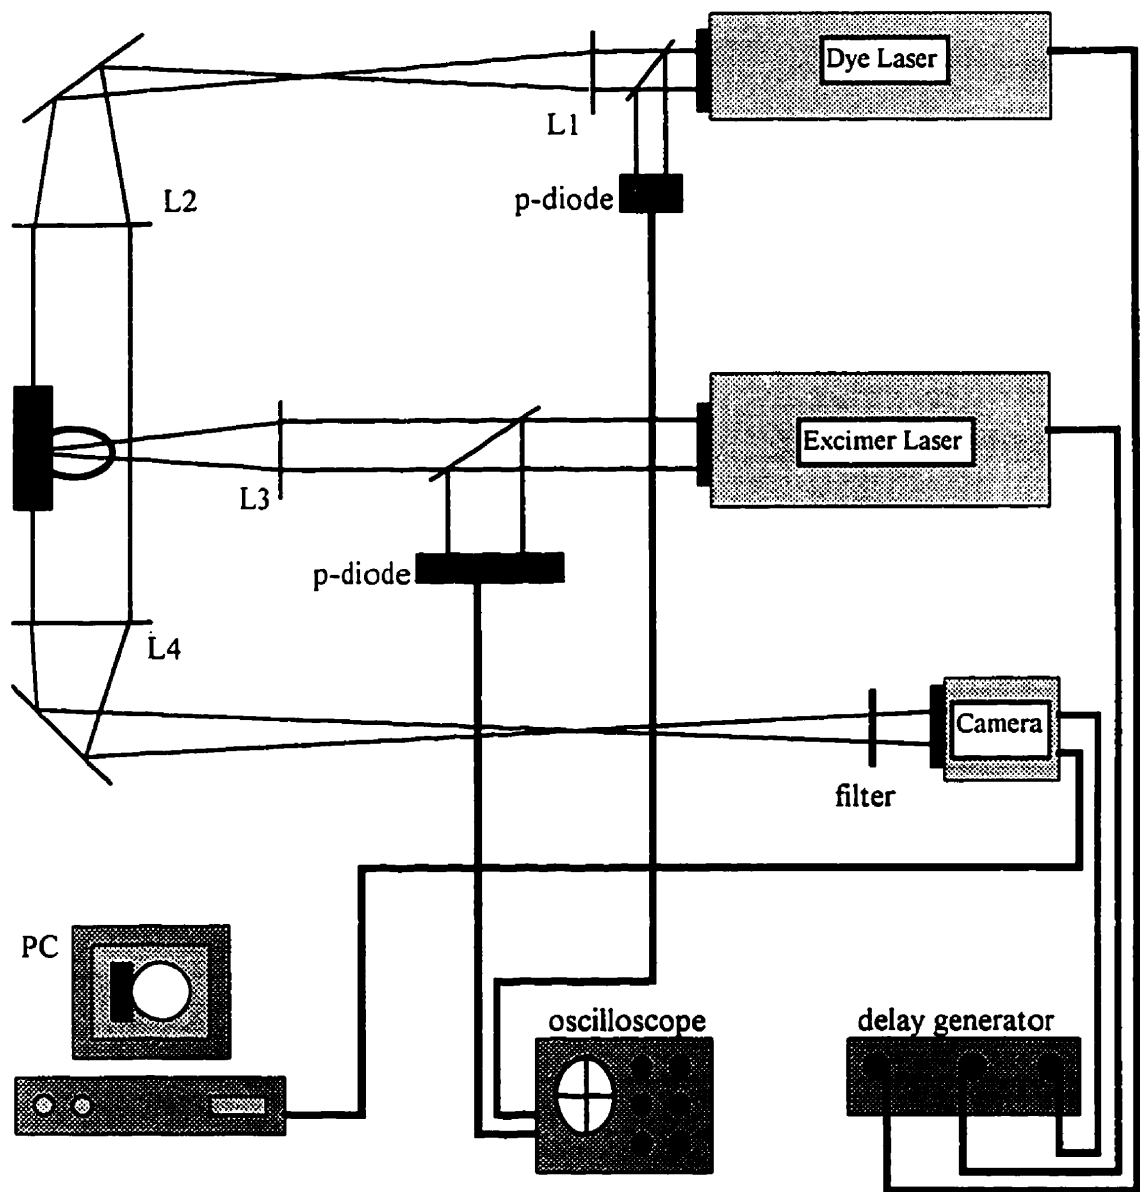 Dye Laser
L1
L2
p-diode
Excimer Laser
L3
p-diode
L4
Camera
filter
PC
oscilloscope
delay generator